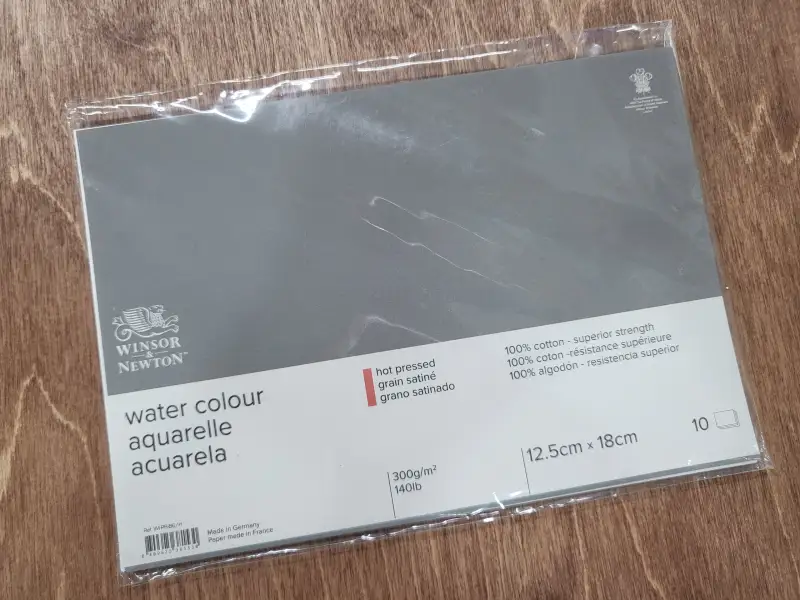 WINSOR
&
NEWTON™
water colour
aquarelle
acuarela
hot pressed
grain satiné
grano satinado
100% cotton - superior strength
100% coton -résistance supérieure
100% algodón - resistencia superior
300g/m²
140lb
12.5cm x 18cm
10
Made in Germany
Paper made in France